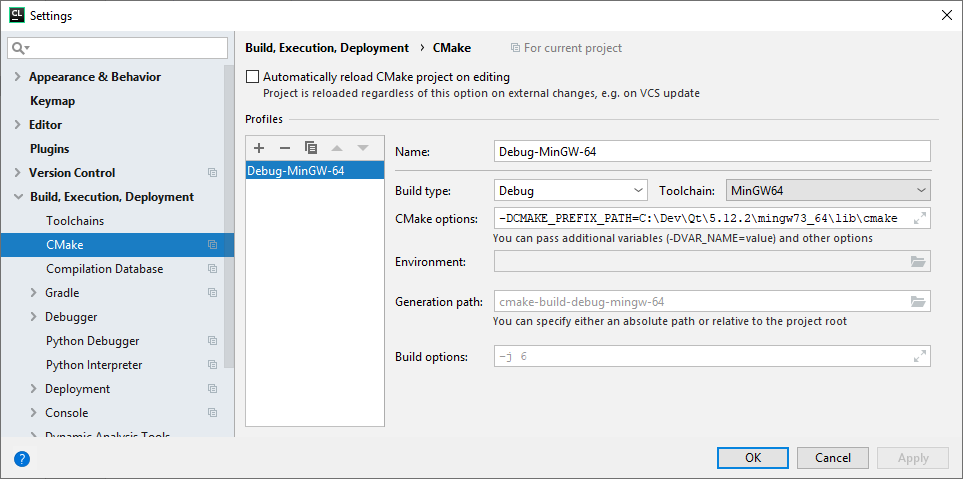 CL Settings
Appearance & Behavior
Keymap
Editor
Plugins
Version Control
Build, Execution, Deployment
Toolchains
CMake
Compilation Database
Gradle
Debugger
Python Debugger
Python Interpreter
Deployment
Console
Dynamic Analysis Tools
Build, Execution, Deployment › CMake For current project
Automatically reload CMake project on editing
Project is reloaded regardless of this option on external changes, e.g. on VCS update
Profiles
Debug-MinGW-64
Name: Debug-MinGW-64
Build type: Debug Toolchain: MinGW64
CMake options: -DCMAKE_PREFIX_PATH=C:\Dev\Qt\5.12.2\mingw73_64\lib\cmake
You can pass additional variables (-DVAR_NAME=value) and other options
Environment:
Generation path: cmake-build-debug-mingw-64
You can specify either an absolute path or relative to the project root
Build options: -j 6
? OK Cancel Apply